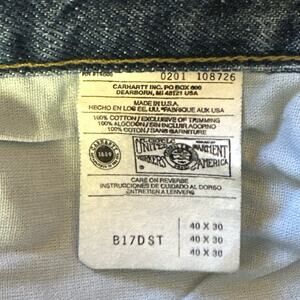 0201 108726
CARHARTT INC. PO BOX 600
DEARBORN, MI 48121 USA
MADE IN U.S.A.
HECHO EN LOS EE. UU. *FABRIQUE AUX USA
100% COTTON/EXCLUSIVE OF TRIMMING
100% ALGODON/SIN INCLUIR ADORNO
100% COTON/SANS GARNITURE
CARHARTT
GARMENT
WORKERS
AMERICA
CARE ON REVERSE
INSTRUCCIONES DE CUIDADO AL DORSO
ENTRETIEN A L'ENVERS
B17DST
40 X 30
40 X 30
40 X 30